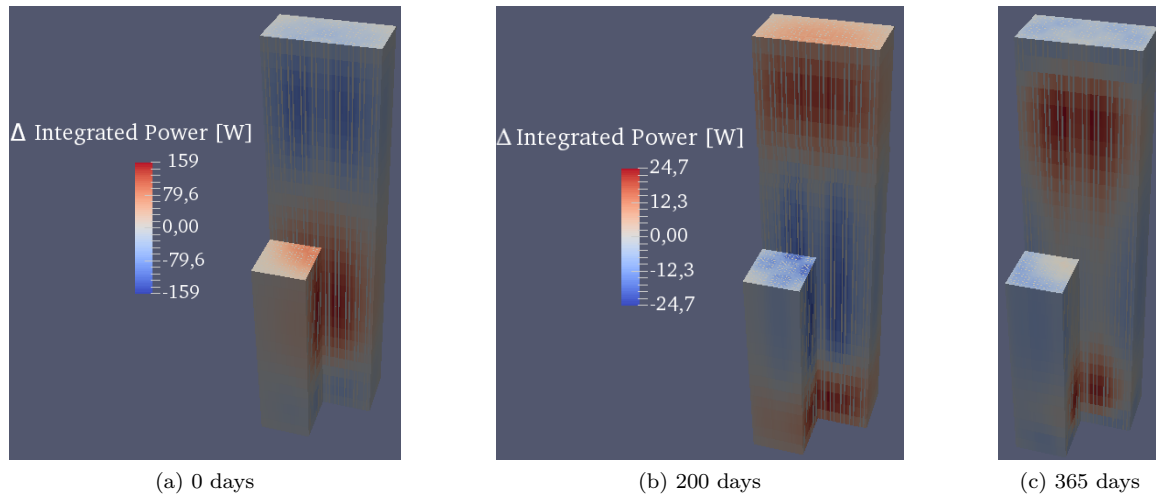 Δ Integrated Power [W]
159
79,6
0,00
-79,6
-159
(a) 0 days
Δ Integrated Power [W]
24,7
12,3
0,00
-12,3
-24,7
(b) 200 days
(c) 365 days